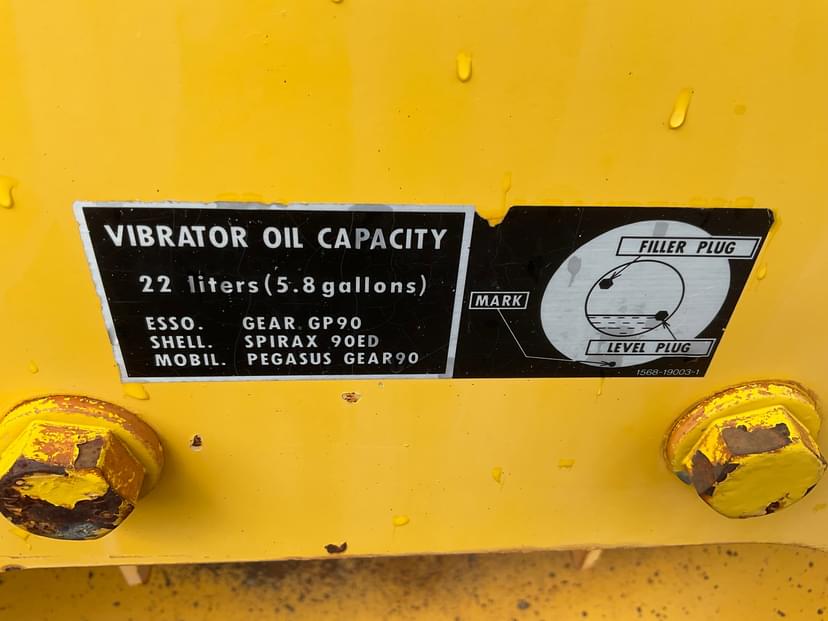 VIBRATOR OIL CAPACITY
22 liters (5.8 gallons)
ESSO. GEAR GP90
SHELL. SPIRAX 90ED
MOBIL. PEGASUS GEAR90
FILLER PLUG
MARK
LEVEL PLUG
1568-19003-1